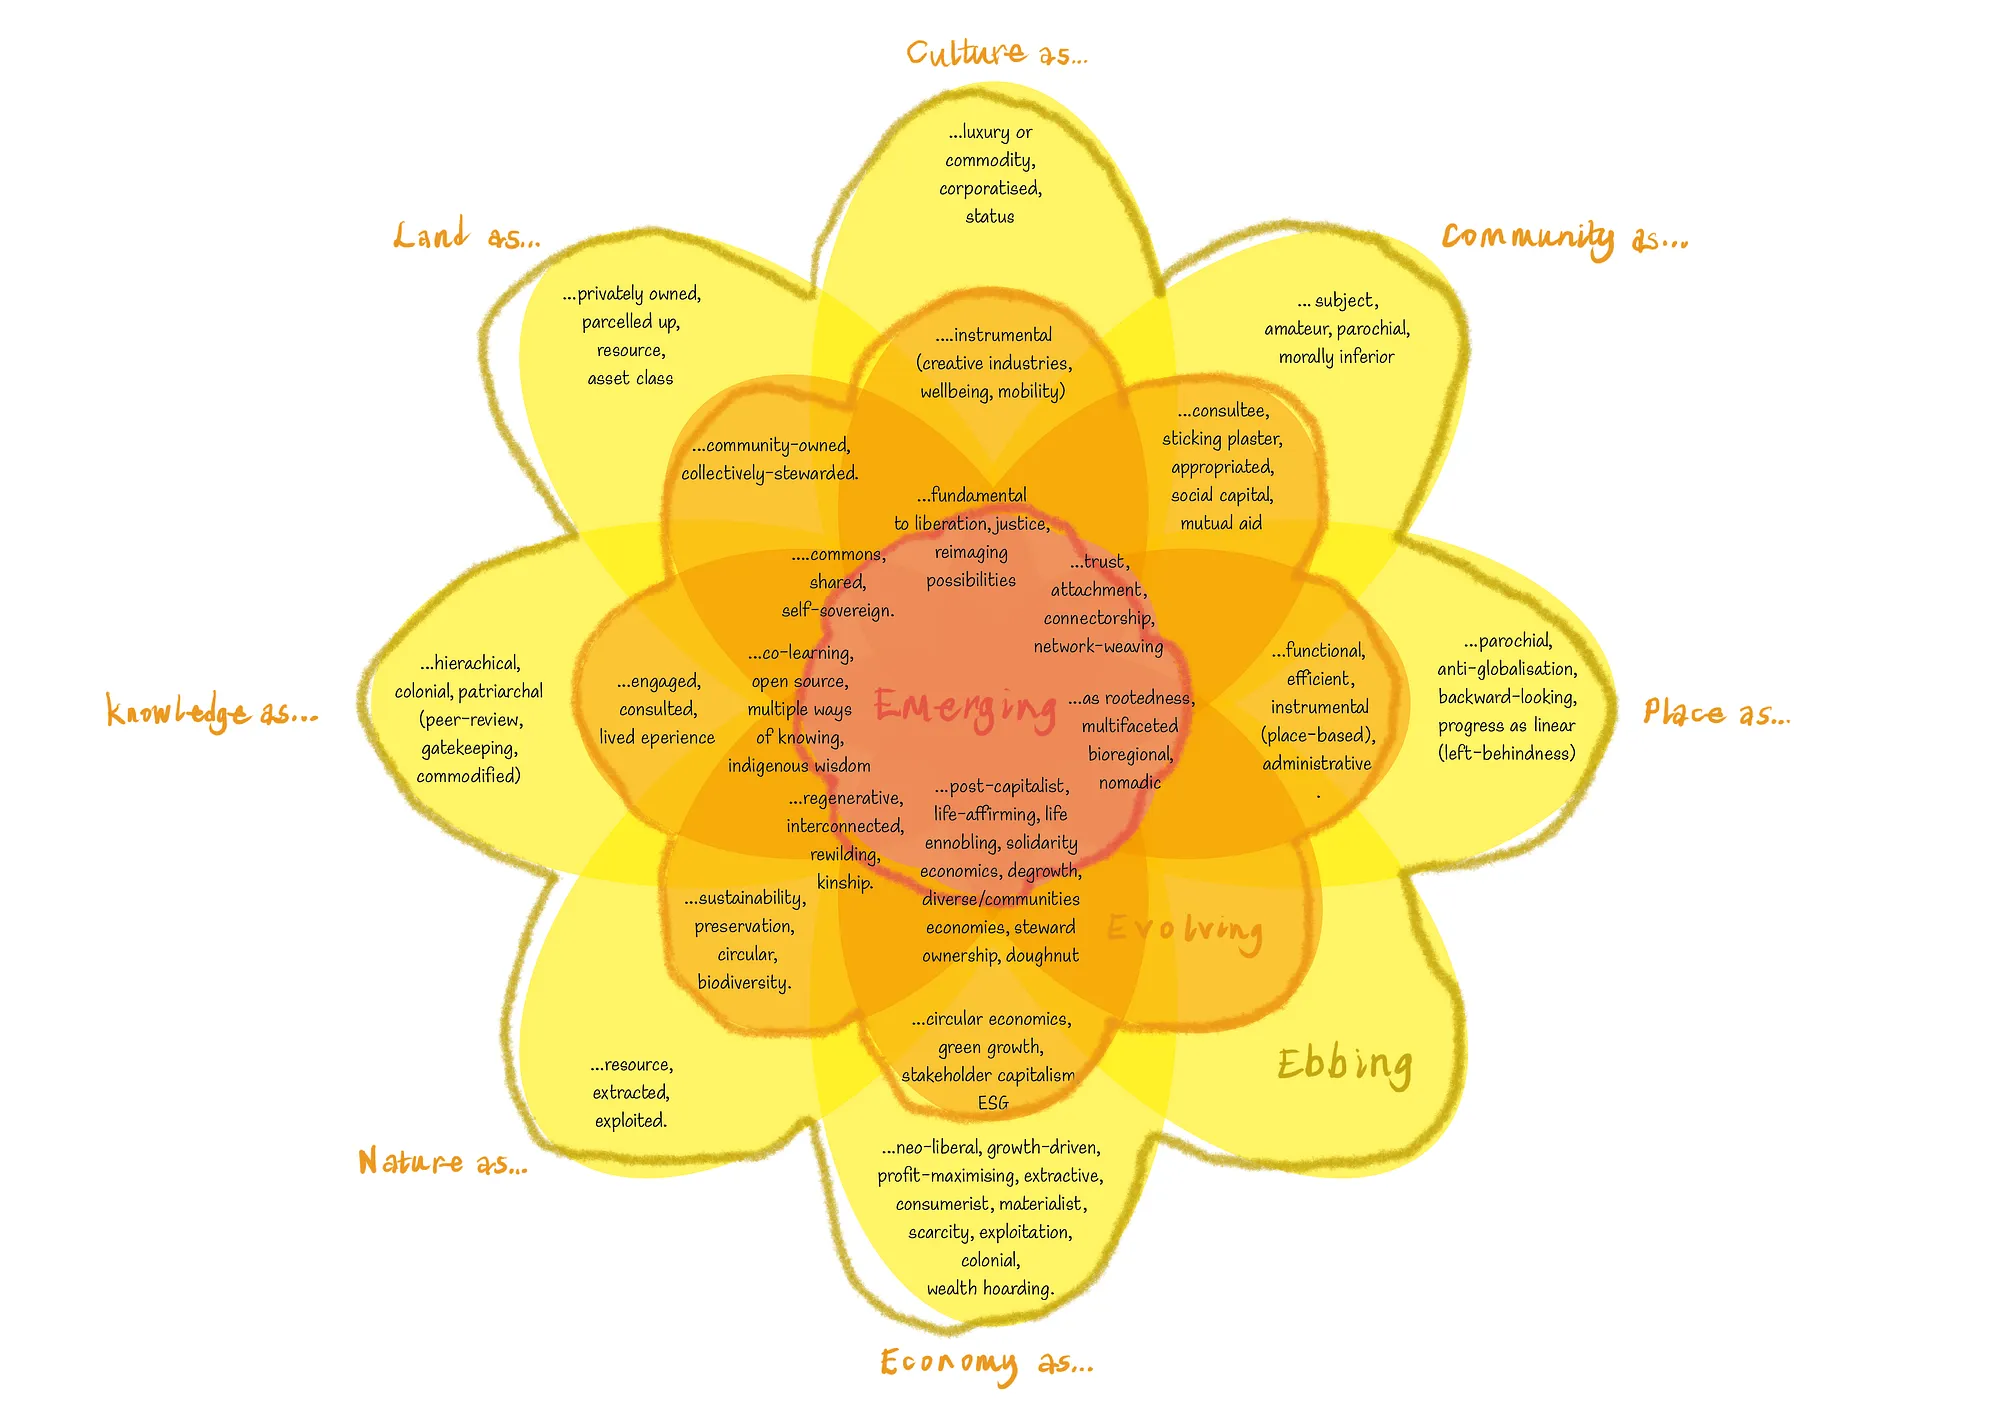 Culture as...
...luxury or
commodity,
corporatised,
status
....instrumental
(creative industries,
wellbeing, mobility)
...fundamental
to liberation, justice,
reimaging
possibilities
Community as...
... subject,
amateur, parochial,
morally inferior
...consultee,
sticking plaster,
appropriated,
social capital,
mutual aid
...trust,
attachment,
connectorship,
network-weaving
Place as...
...parochial,
anti-globalisation,
backward-looking,
progress as linear
(left-behindness)
...functional,
efficient,
instrumental
(place-based),
administrative
.
...as rootedness,
multifaceted
bioregional,
nomadic
Ebbing
Evolving
Emerging
Economy as...
...neo-liberal, growth-driven,
profit-maximising, extractive,
consumerist, materialist,
scarcity, exploitation,
colonial,
wealth hoarding.
...circular economics,
green growth,
stakeholder capitalism
ESG
...post-capitalist,
life-affirming, life
ennobling, solidarity
economics, degrowth,
diverse/communities
economies, steward
ownership, doughnut
Nature as...
...resource,
extracted,
exploited.
...sustainability,
preservation,
circular,
biodiversity.
...regenerative,
interconnected,
rewilding,
kinship.
Knowledge as...
...hierachical,
colonial, patriarchal
(peer-review,
gatekeeping,
commodified)
...engaged,
consulted,
lived eperience
...co-learning,
open source,
multiple ways
of knowing,
indigenous wisdom
Land as...
...privately owned,
parcelled up,
resource,
asset class
...community-owned,
collectively-stewarded.
....commons,
shared,
self-sovereign.